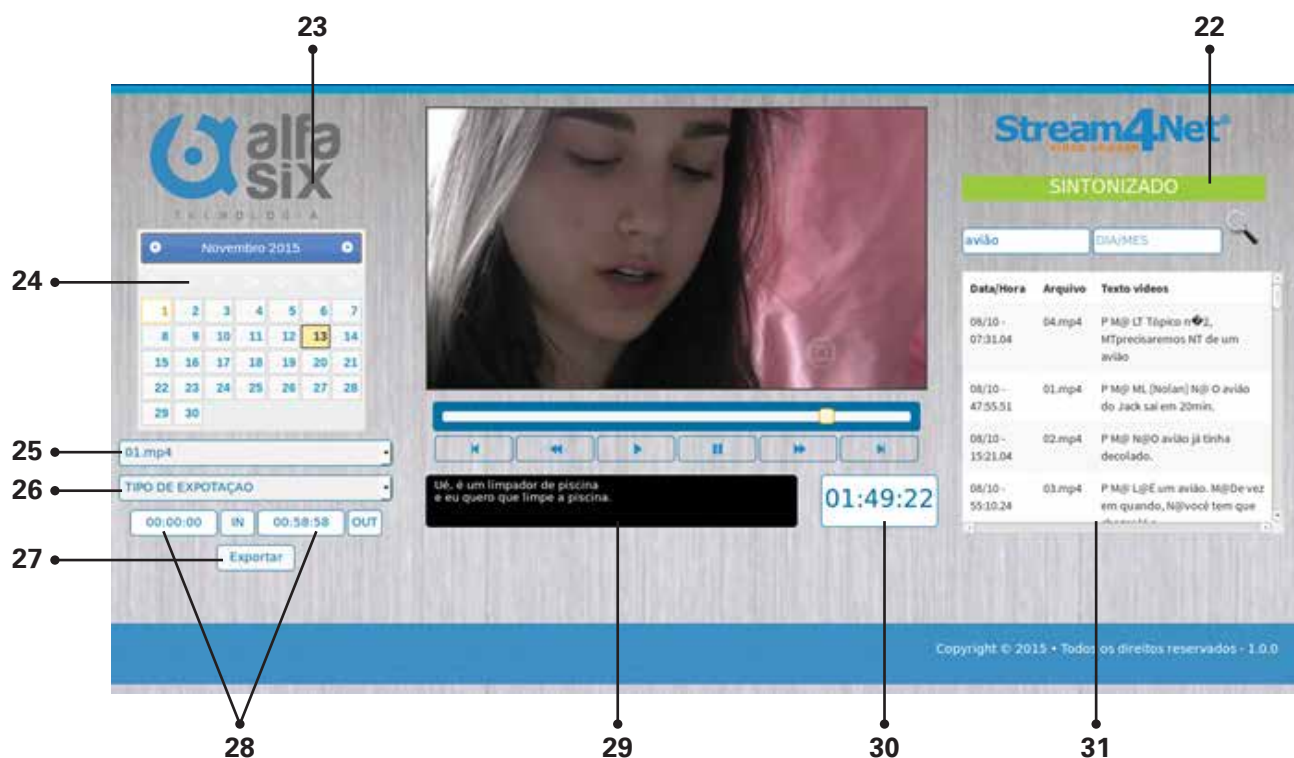 23
22
alfa
six
TECNOLOGIA
Stream4Net
SINTONIZADO
avião
DIA/MES
Novembro 2015
24
1 2 3 4 5 6 7
8 9 10 11 12 13 14
15 16 17 18 19 20 21
22 23 24 25 26 27 28
29 30
25
01.mp4
26
TIPO DE EXPOTAÇAO
00:00:00 IN 00:58:58 OUT
27
Exportar
Ué, é um limpador de piscina
e eu quero que limpe a piscina.
01:49:22
Data/Hora Arquivo Texto vídeos
08/10 - 04.mp4 P M@ LT Tópico n�2,
07:31.04 MTprecisaremos NT de um
avião
08/10 - 01.mp4 P M@ ML [Nolan] N@ O avião
47:55.51 do Jack sai em 20min.
08/10 - 02.mp4 P M@ N@O avião já tinha
15:21.04 decolado.
08/10 - 03.mp4 P M@ L@É um avião. M@De vez
55:10.24 em quando, N@você tem que
Copyright © 2015 • Todos os direitos reservados - 1.0.0
28
29
30
31